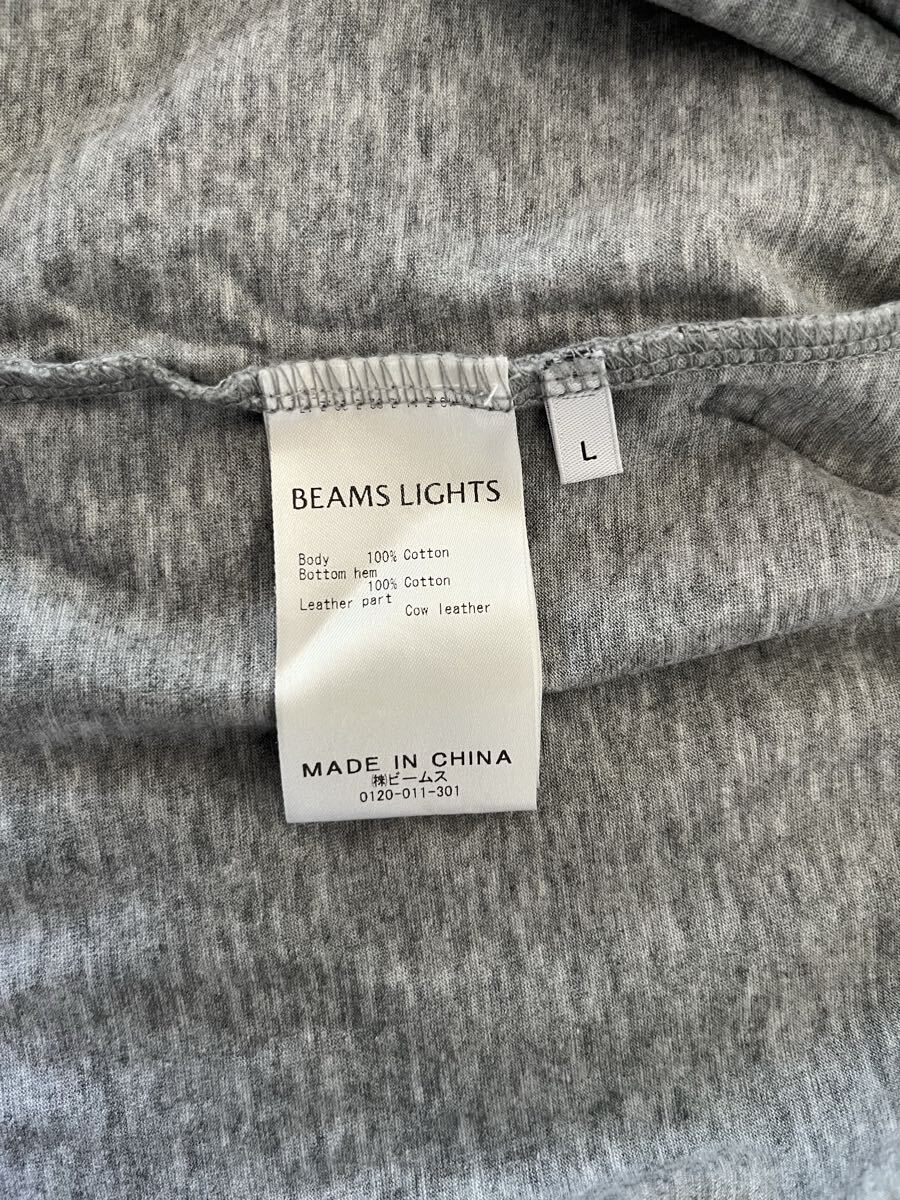 L
BEAMS LIGHTS
Body 100% Cotton
Bottom hem
100% Cotton
Leather part
Cow leather
MADE IN CHINA
㈱ビームス
0120-011-301